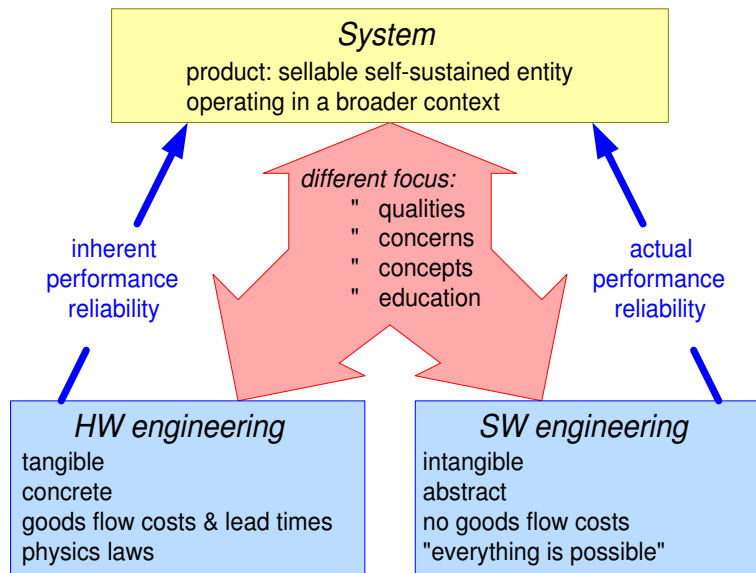 System
product: sellable self-sustained entity
operating in a broader context
different focus:
" qualities
" concerns
" concepts
" education
inherent
performance
reliability
actual
performance
reliability
HW engineering
tangible
concrete
goods flow costs & lead times
physics laws
SW engineering
intangible
abstract
no goods flow costs
"everything is possible"